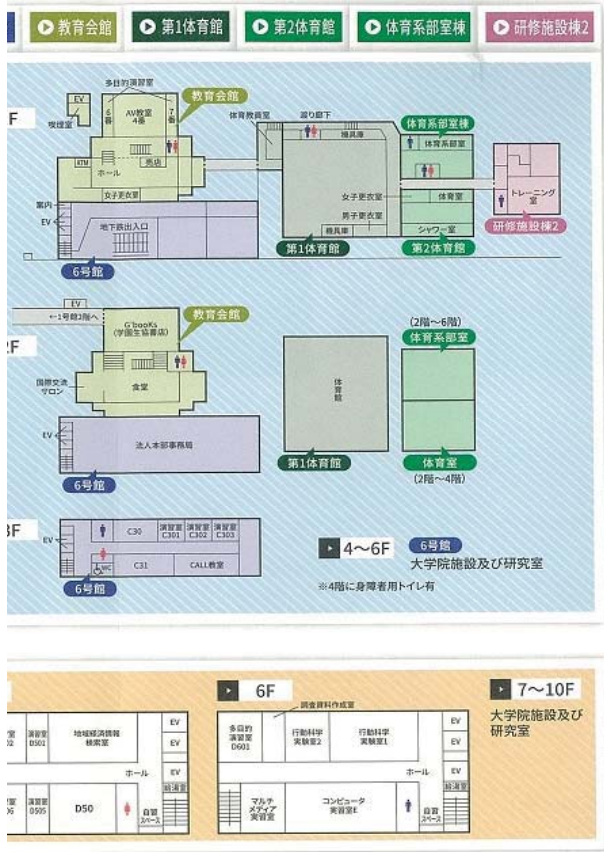 教育会館
第1体育館
第2体育館
体育系部室棟
研修施設棟2
F
多目的演習室
EV
喫煙室
6番
AV教室
4番
7番
教育会館
体育教員室
渡り廊下
機具庫
体育系部室棟
体育系部室
ATM
売店
ホール
女子更衣室
案内
EV
地下鉄出入口
女子更衣室
男子更衣室
機具庫
体育室
シャワー室
トレーニング室
研修施設棟2
第1体育館
第2体育館
6号館
EV
←1号館2階へ
G'booKs
(学園生協書店)
教育会館
2F
国際交流
サロン
食堂
EV
法人本部事務局
6号館
体育館
第1体育館
(2階〜6階)
体育系部室
体育室
(2階〜4階)
3F
EV
C30
演習室
C301
演習室
C302
演習室
C303
WC
C31
CALL教室
6号館
4〜6F
6号館
大学院施設及び研究室
※4階に身障者用トイレ有
演習室
D501
地域経済情報
検索室
EV
EV
ホール
EV
給湯室
演習室
D505
D50
自習
スペース
6F
調査資料作成室
多目的
演習室
D601
行動科学
実験室2
行動科学
実験室1
EV
EV
ホール
EV
給湯室
マルチ
メディア
実習室
コンピュータ
実習室E
自習
スペース
7〜10F
大学院施設及び
研究室